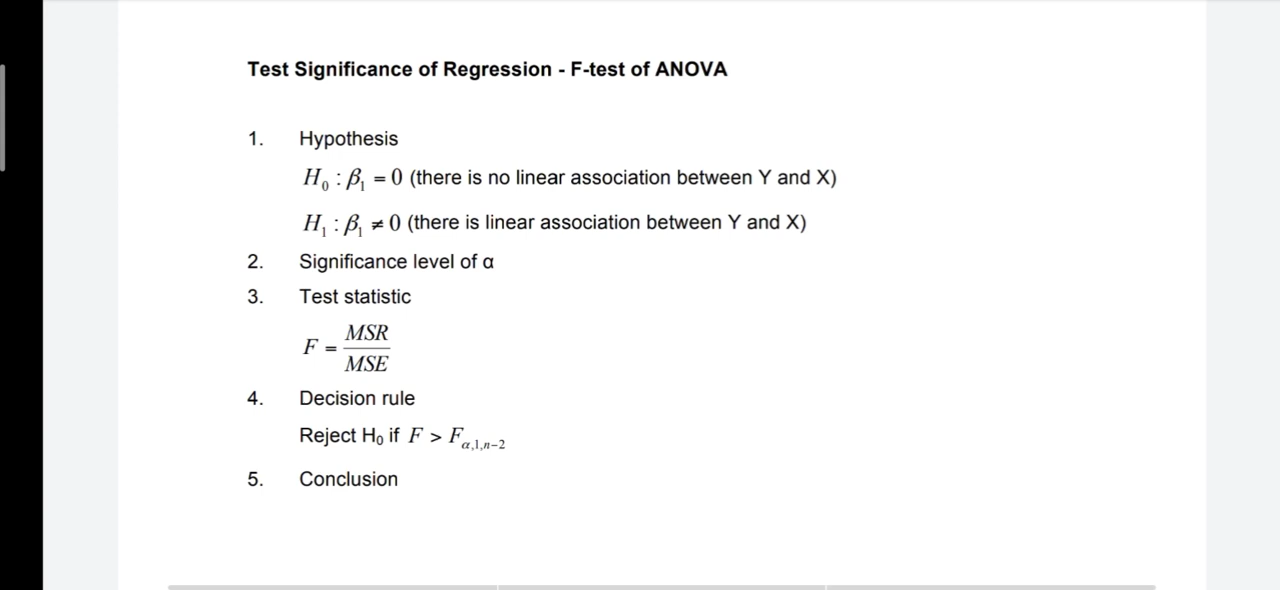 Test Significance of Regression - F-test of ANOVA
1. Hypothesis
H₀ : β₁ = 0 (there is no linear association between Y and X)
H₁ : β₁ ≠ 0 (there is linear association between Y and X)
2. Significance level of α
3. Test statistic
F = MSR / MSE
4. Decision rule
Reject H₀ if F > F α,1,n−2
5. Conclusion